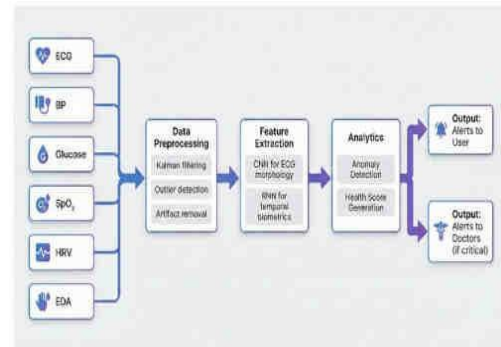 ECG
BP
Glucose
SpO₂
HRV
EDA
Data
Preprocessing
Kalman filtering
Outlier detection
Artifact removal
Feature
Extraction
CNN for ECG
morphology
RNN for
temporal
biometrics
Analytics
Anomaly
Detection
Health Score
Generation
Output:
Alerts to
User
Output:
Alerts to
Doctors
(if critical)